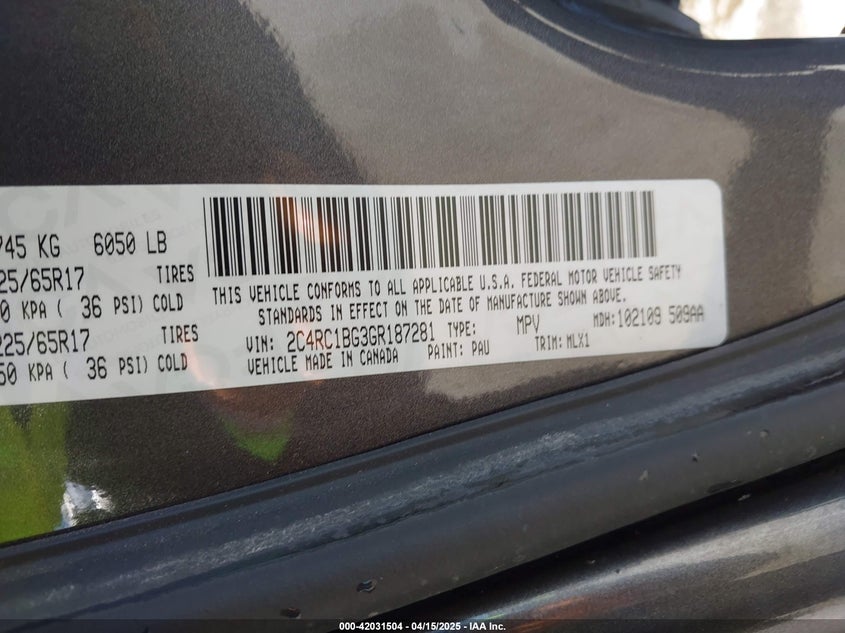 745 KG 6050 LB
25/65R17 TIRES
0 KPA ( 36 PSI) COLD
225/65R17 TIRES
50 KPA ( 36 PSI) COLD
THIS VEHICLE CONFORMS TO ALL APPLICABLE U.S.A. FEDERAL MOTOR VEHICLE SAFETY
STANDARDS IN EFFECT ON THE DATE OF MANUFACTURE SHOWN ABOVE.
VIN: 2C4RC1BG3GR187281 TYPE: MPV MDH: 102109 509AA
VEHICLE MADE IN CANADA PAINT: PAU TRIM: MLX1
000-42031504 - 04/15/2025 - IAA Inc.